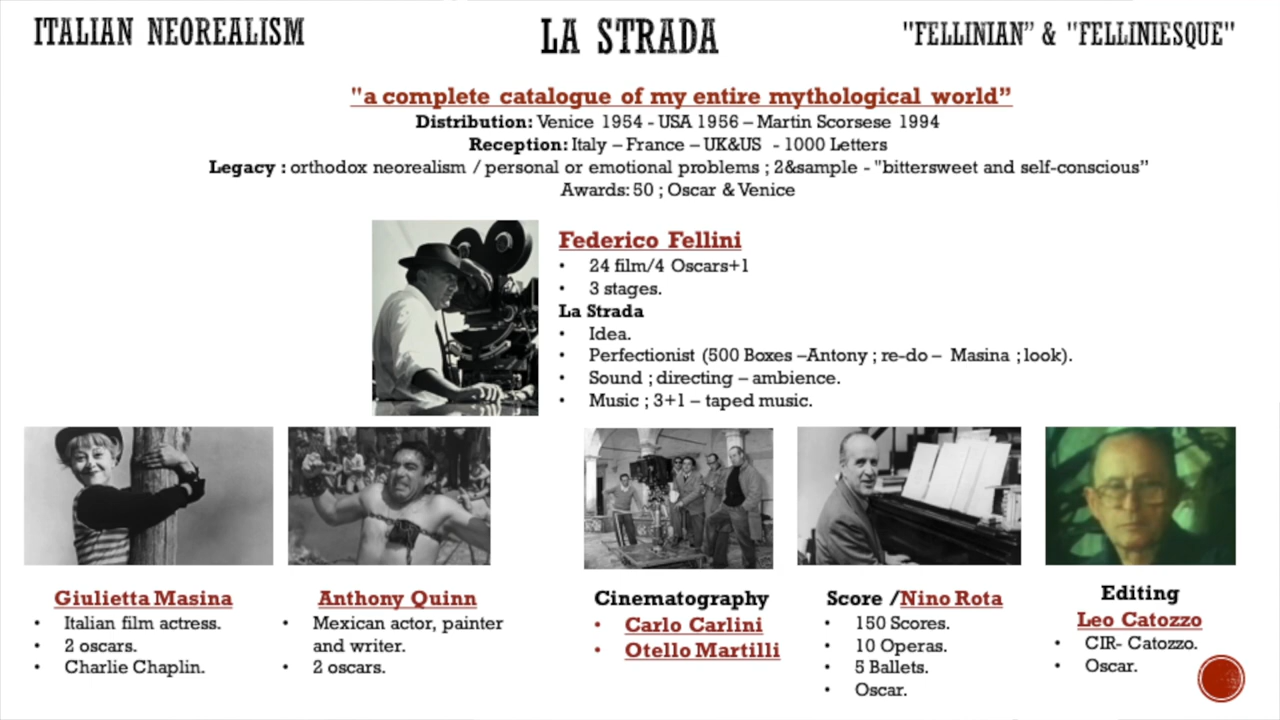 ITALIAN NEOREALISM
LA STRADA
"FELLINIAN” & "FELLINIESQUE"
"a complete catalogue of my entire mythological world”
Distribution: Venice 1954 - USA 1956 – Martin Scorsese 1994
Reception: Italy – France – UK&US - 1000 Letters
Legacy : orthodox neorealism / personal or emotional problems ; 2&sample - "bittersweet and self-conscious”
Awards: 50 ; Oscar & Venice
Federico Fellini
• 24 film/4 Oscars+1
• 3 stages.
La Strada
• Idea.
• Perfectionist (500 Boxes –Antony ; re-do – Masina ; look).
• Sound ; directing – ambience.
• Music ; 3+1 – taped music.
Giulietta Masina
• Italian film actress.
• 2 oscars.
• Charlie Chaplin.
Anthony Quinn
• Mexican actor, painter
and writer.
• 2 oscars.
Cinematography
• Carlo Carlini
• Otello Martilli
Score /Nino Rota
• 150 Scores.
• 10 Operas.
• 5 Ballets.
• Oscar.
Editing
Leo Catozzo
• CIR- Catozzo.
• Oscar.